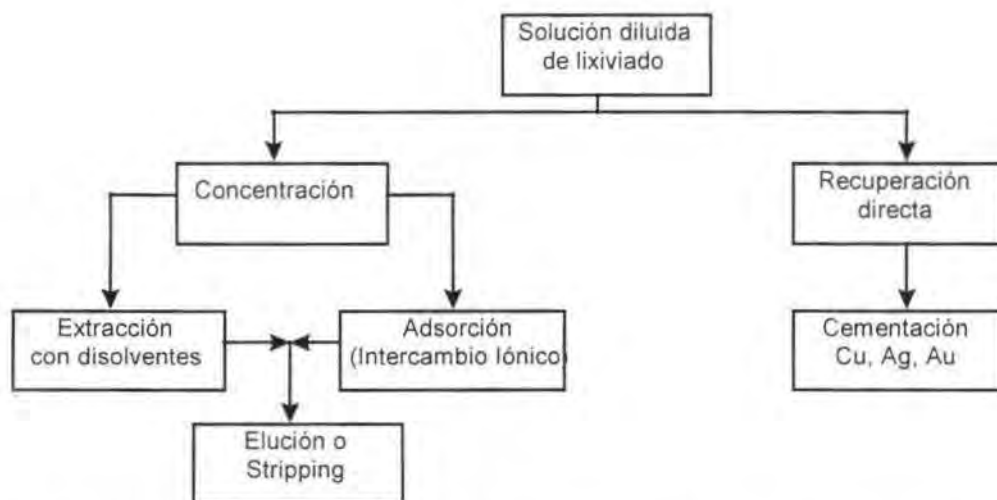 Solución diluida
de lixiviado
Concentración
Recuperación
directa
Extracción
con disolventes
Adsorción
(Intercambio Iónico)
Cementación
Cu, Ag, Au
Elución o
Stripping